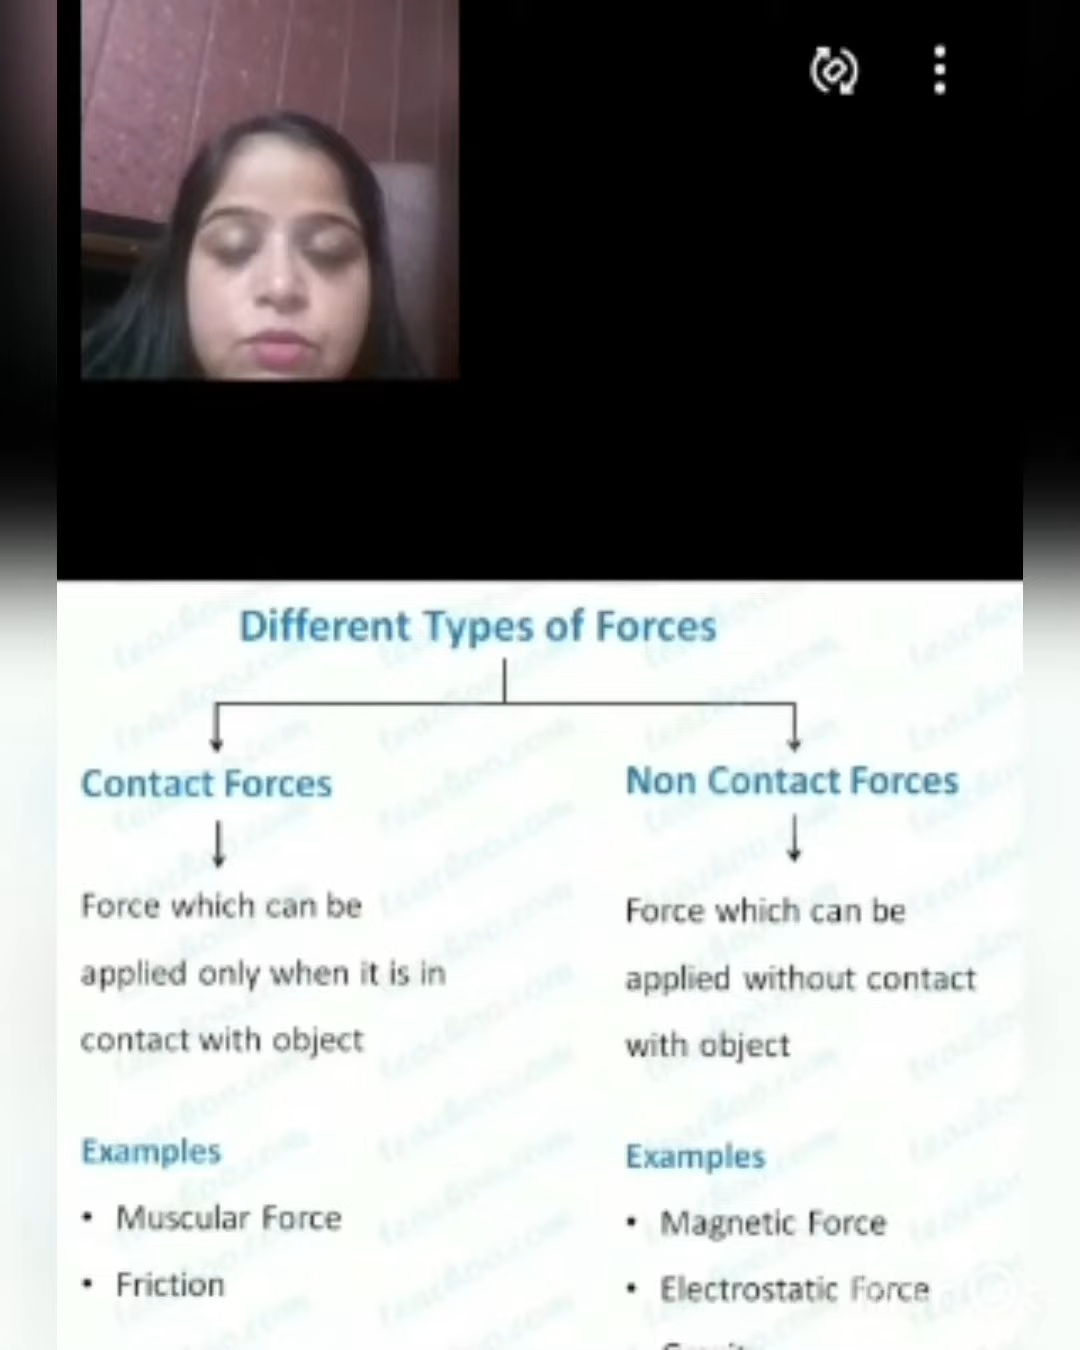 Different Types of Forces
Contact Forces
Force which can be
applied only when it is in
contact with object
Examples
• Muscular Force
• Friction
Non Contact Forces
Force which can be
applied without contact
with object
Examples
• Magnetic Force
• Electrostatic Force